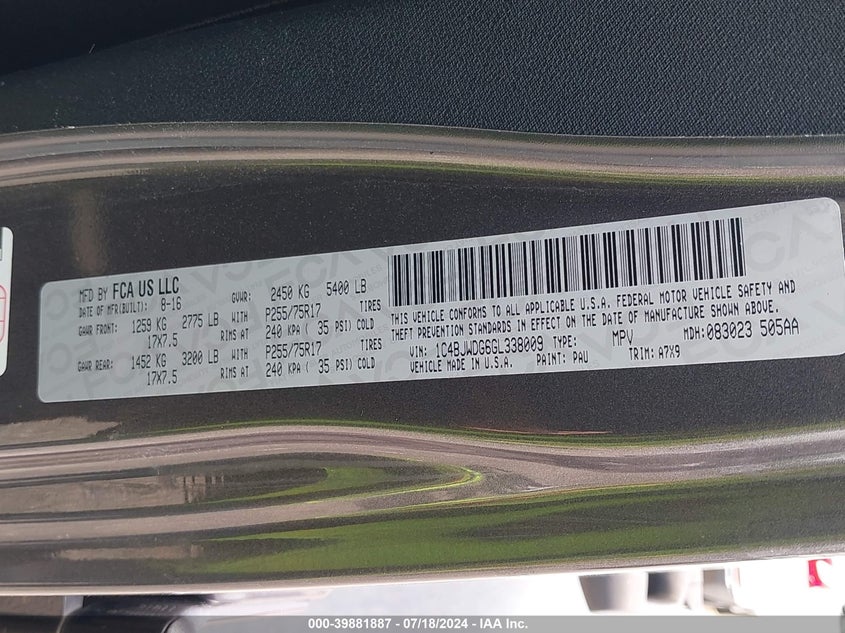 MFD BY FCA US LLC
DATE OF MFR(BUILT): 8-16 GVWR: 2450 KG 5400 LB
GAWR FRONT: 1259 KG 2775 LB WITH P255/75R17 TIRES
17X7.5 RIMS AT 240 KPA ( 35 PSI) COLD
GAWR REAR: 1452 KG 3200 LB WITH P255/75R17 TIRES
17X7.5 RIMS AT 240 KPA ( 35 PSI) COLD
THIS VEHICLE CONFORMS TO ALL APPLICABLE U.S.A. FEDERAL MOTOR VEHICLE SAFETY AND
THEFT PREVENTION STANDARDS IN EFFECT ON THE DATE OF MANUFACTURE SHOWN ABOVE.
VIN: 1C4BJWDG6GL338009 TYPE: MPV MDH: 083023 505AA
VEHICLE MADE IN U.S.A. PAINT: PAU TRIM: A7X9
000-39881887 / 07/18/2024 - © IAA Inc.